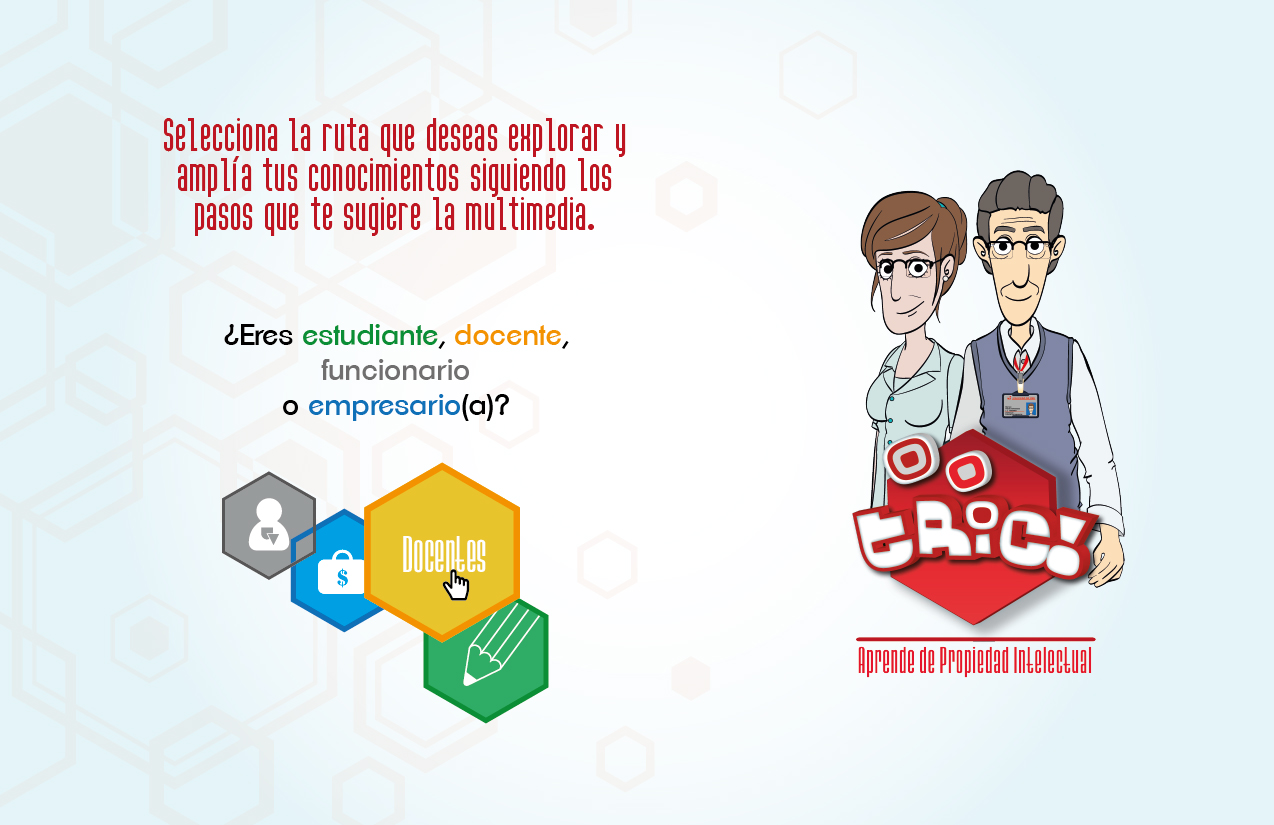 Selecciona la ruta que deseas explorar y
amplía tus conocimientos siguiendo los
pasos que te sugiere la multimedia.
¿Eres estudiante, docente,
funcionario
o empresario(a)?
$
Docentes
tRiC!
Aprende de Propiedad Intelectual